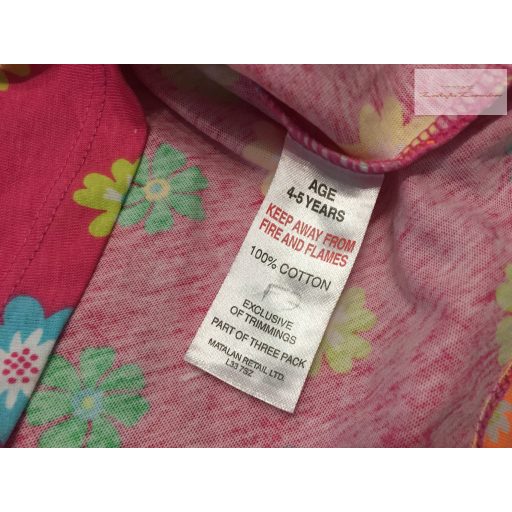 AGE
4-5 YEARS
KEEP AWAY FROM
FIRE AND FLAMES
100% COTTON
EXCLUSIVE
OF TRIMMINGS
PART OF THREE PACK
MATALAN RETAIL LTD.
L33 7SZ